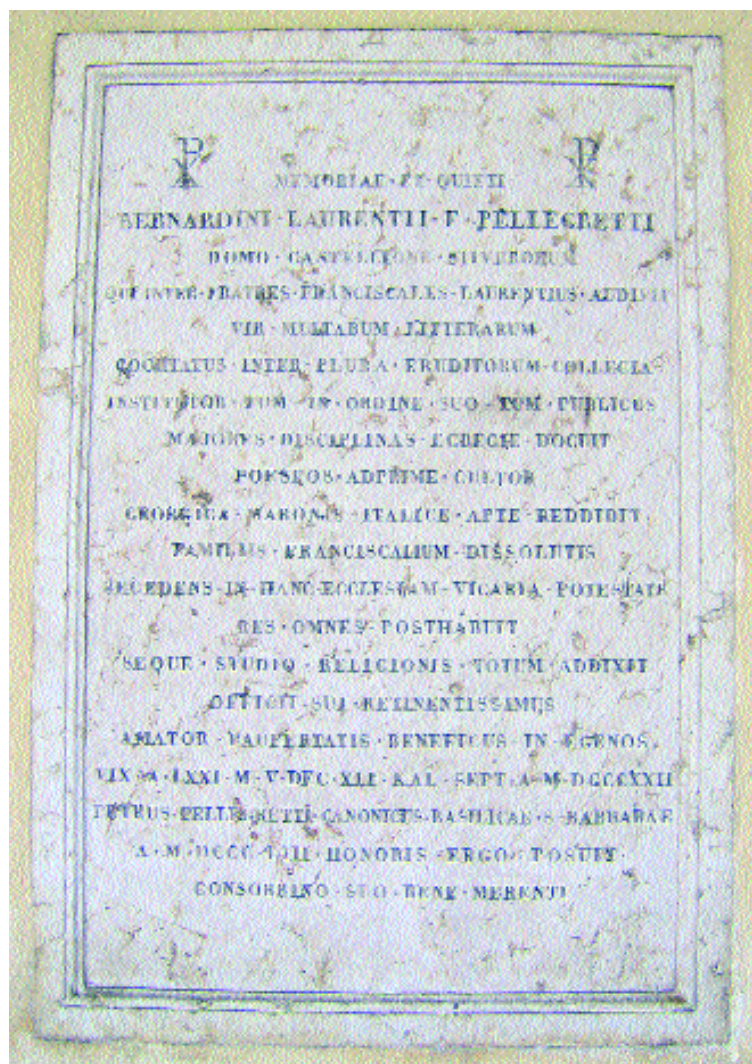 MEMORIAE · ET · QUIETI
BERNARDINI · LAURENTII · F · PELLEGRETTI
DOMO · CASTELLIONE · STIVERORUM
QUI · INTER · FRATRES · FRANCISCALES · LAURENTIUS · AUDIVIT
VIR · MULTARUM · LITTERARUM
COOPTATUS · INTER · PLURA · ERUDITORUM · COLLEGIA
INSTITUTOR · TUM · IN · ORDINE · SUO · TUM · PUBLICUS
MAIORES · DISCIPLINAS · EGREGIE · DOCUIT
POESEOS · ADPRIME · CULTOR
GEORGICA · MARONIS · ITALICE · APTE · REDDIDIT
FAMILIIS · FRANCISCALIUM · DISSOLUTIS
SECEDENS · IN · HANC · ECCLESIAM · VICARIA · POTESTATE
RES · OMNES · POSTHABUIT
SEQUE · STUDIO · RELIGIONIS · TOTUM · ADDIXIT
OFFICII · SUI · RETINENTISSIMUS
AMATOR · PAUPERTATIS · BENEFICUS · IN · EGENOS
VIX · A · LXXI · M · V · DEC · XII · KAL · SEPT · A · M · DCCCXXII
PETRUS · PELLEGRETTI · CANONICUS · BASILICAE · S · BARBARAE
A · M · DCCC · HONORIS · ERGO · POSUIT
CONSOBRINO · SUO · BENE · MERENTI